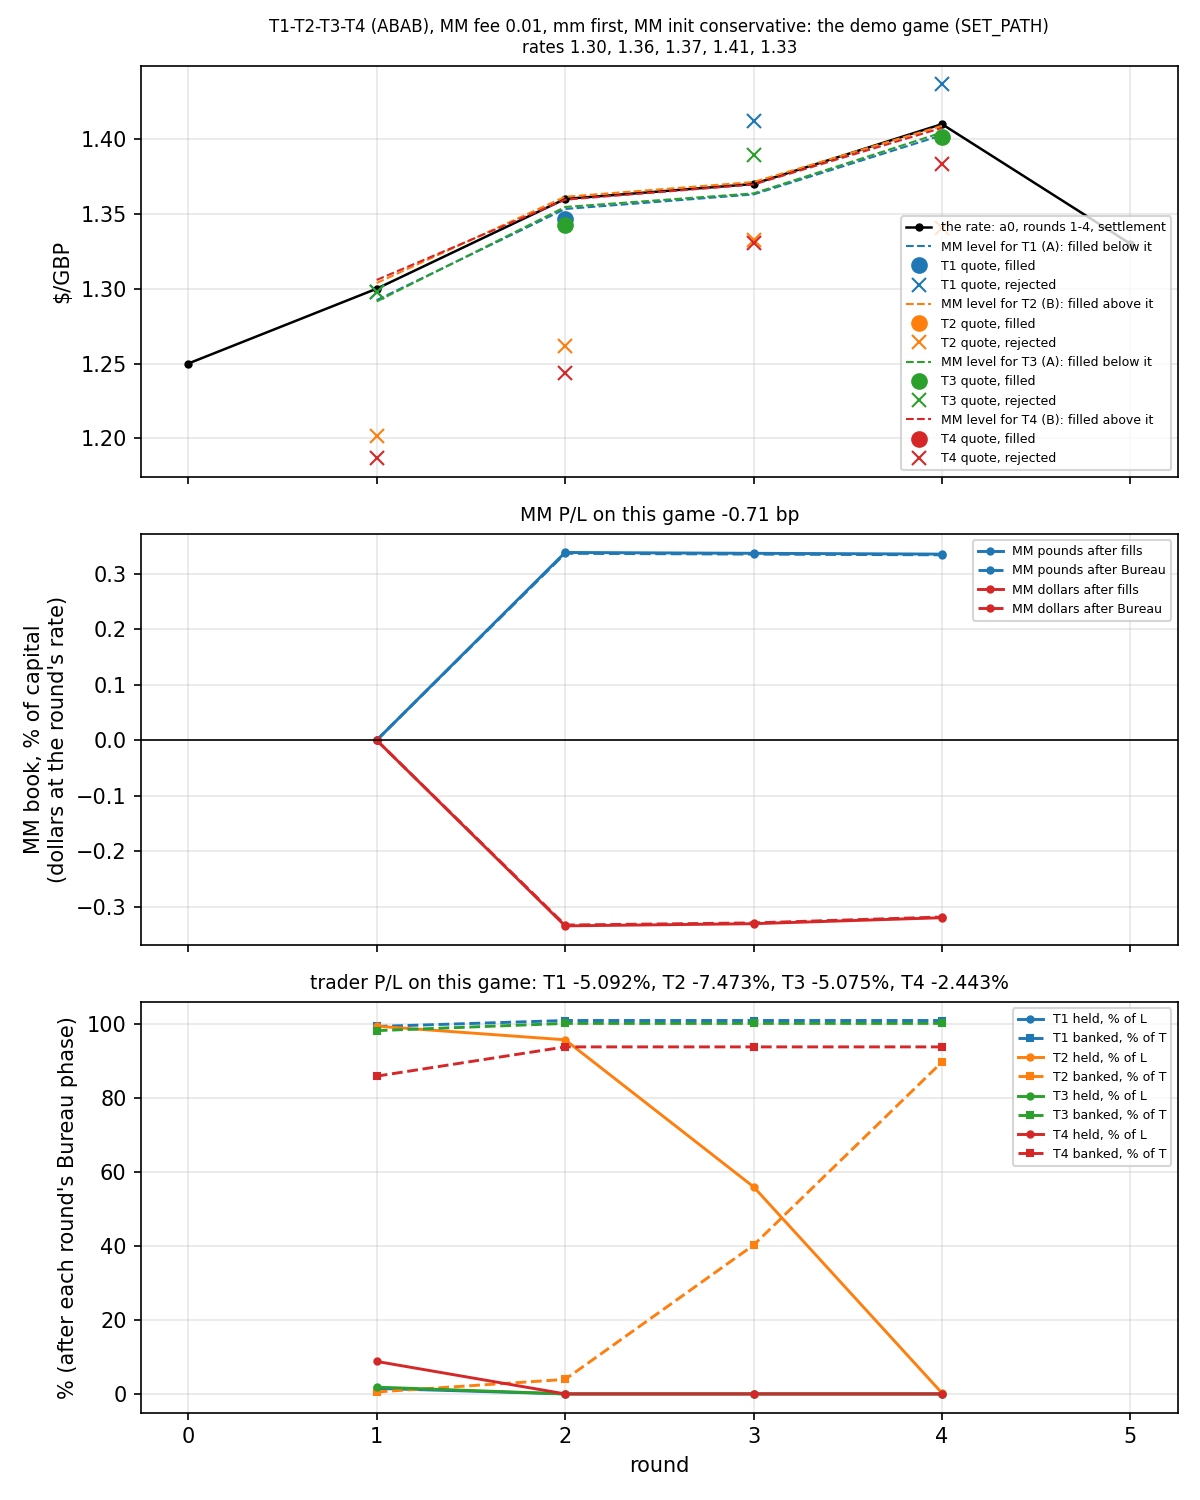 T1-T2-T3-T4 (ABAB), MM fee 0.01, mm first, MM init conservative: the demo game (SET_PATH)
rates 1.30, 1.36, 1.37, 1.41, 1.33
1.40
1.35
1.30
1.25
1.20
$/GBP
the rate: a0, rounds 1-4, settlement
MM level for T1 (A): filled below it
T1 quote, filled
T1 quote, rejected
MM level for T2 (B): filled above it
T2 quote, filled
T2 quote, rejected
MM level for T3 (A): filled below it
T3 quote, filled
T3 quote, rejected
MM level for T4 (B): filled above it
T4 quote, filled
T4 quote, rejected
MM P/L on this game -0.71 bp
0.3
0.2
0.1
0.0
−0.1
−0.2
−0.3
MM book, % of capital
(dollars at the round's rate)
MM pounds after fills
MM pounds after Bureau
MM dollars after fills
MM dollars after Bureau
trader P/L on this game: T1 -5.092%, T2 -7.473%, T3 -5.075%, T4 -2.443%
100
80
60
40
20
0
% (after each round's Bureau phase)
T1 held, % of L
T1 banked, % of T
T2 held, % of L
T2 banked, % of T
T3 held, % of L
T3 banked, % of T
T4 held, % of L
T4 banked, % of T
0 1 2 3 4 5
round